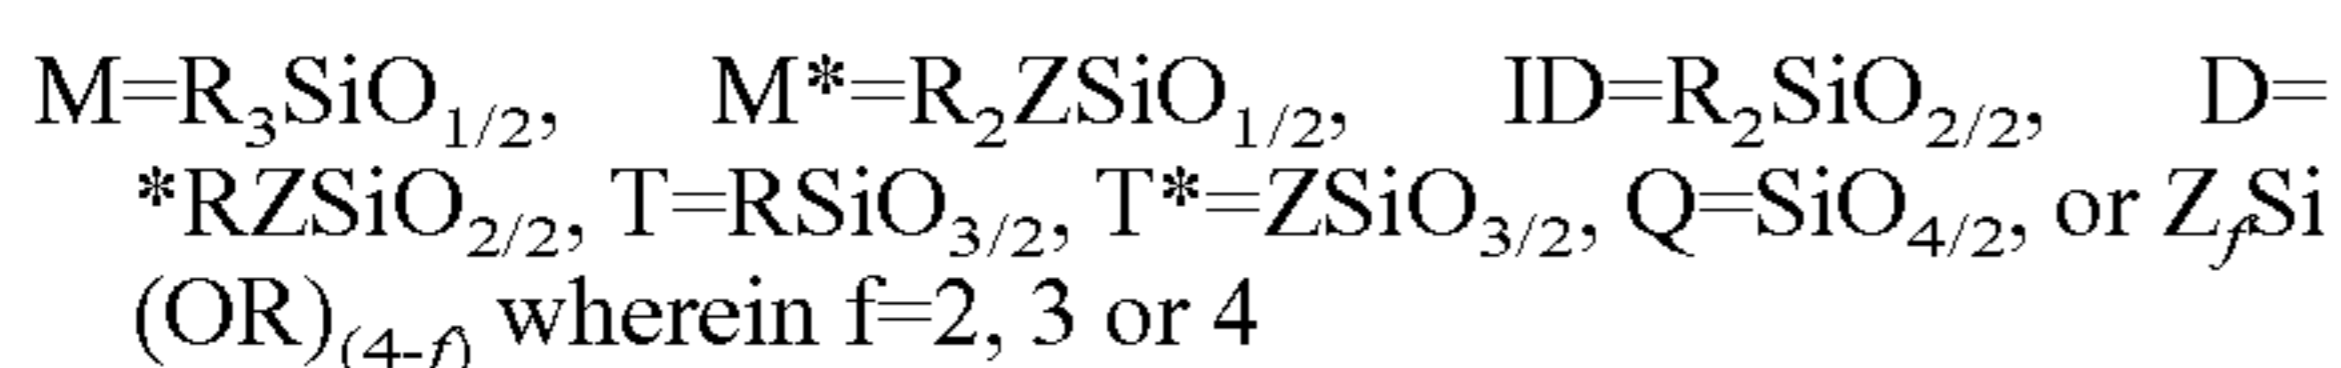 M=R₃SiO₁/₂, M*=R₂ZSiO₁/₂, ID=R₂SiO₂/₂, D=
*RZSiO₂/₂, T=RSiO₃/₂, T*=ZSiO₃/₂, Q=SiO₄/₂, or Z_fSi
(OR)₍₄₋f₎ wherein f=2, 3 or 4